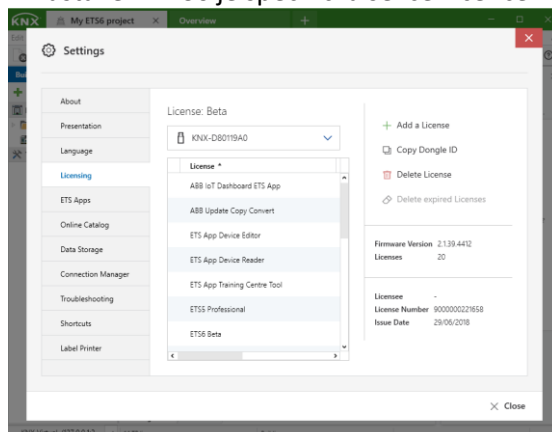 KNX My ETS6 project × Overview +
Settings
About
Presentation
Language
Licensing
ETS Apps
Online Catalog
Data Storage
Connection Manager
Troubleshooting
Shortcuts
Label Printer
License: Beta
KNX-D80119A0
License
ABB IoT Dashboard ETS App
ABB Update Copy Convert
ETS App Device Editor
ETS App Device Reader
ETS App Training Centre Tool
ETS5 Professional
ETS6 Beta
+ Add a License
Copy Dongle ID
Delete License
Delete expired Licenses
Firmware Version 2.1.39.4412
Licenses 20
Licensee -
License Number 9000000221658
Issue Date 29/06/2018
× Close